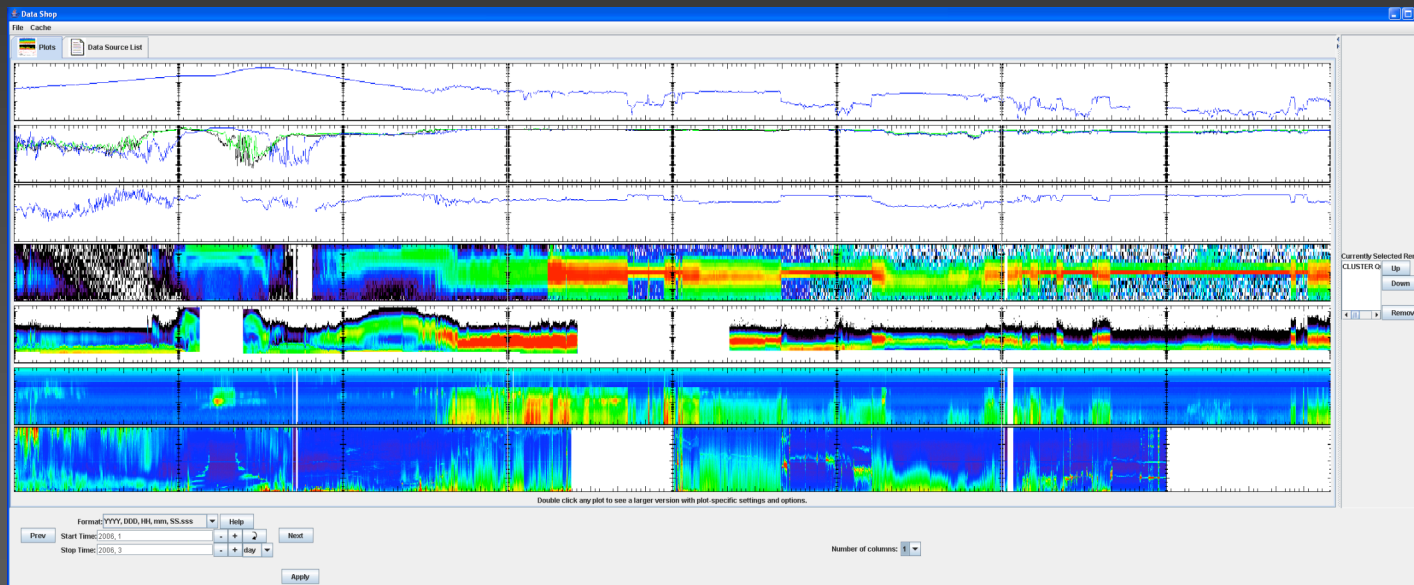 Data Shop
File Cache
Plots Data Source List
Currently Selected
CLUSTER
Up
Down
Remov
Double click any plot to see a larger version with plot-specific settings and options.
Format: YYYY, DDD, HH, mm, SS.sss Help
Prev Start Time: 2006, 1 - + Next
Stop Time: 2006, 3 - + day
Number of columns: 1
Apply